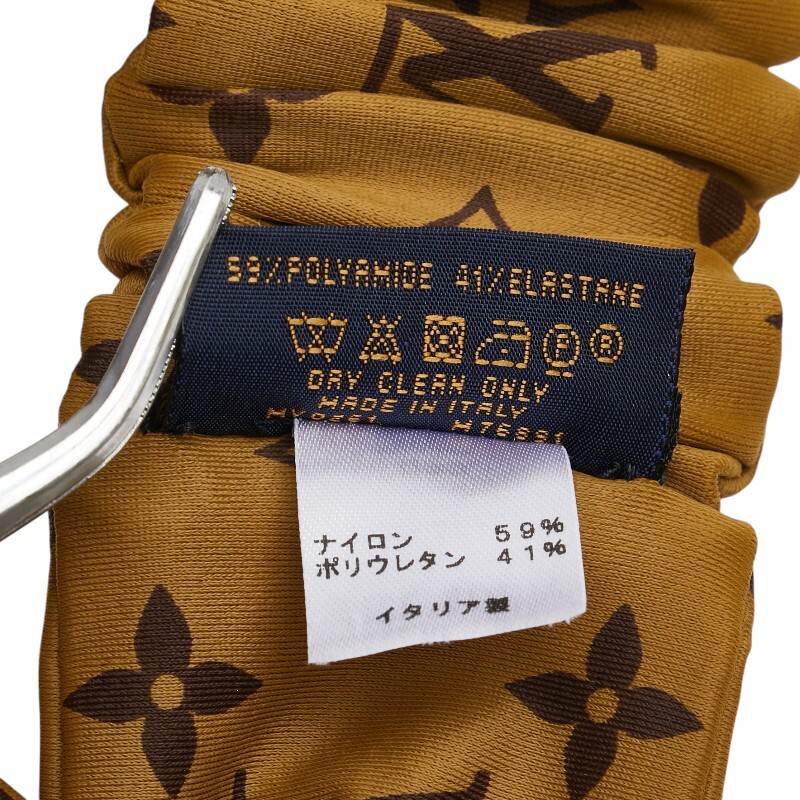 59%POLYAMIDE 41%ELASTANE
F ®
DRY CLEAN ONLY
MADE IN ITALY
M76891
ナイロン 59%
ポリウレタン 41%
イタリア製